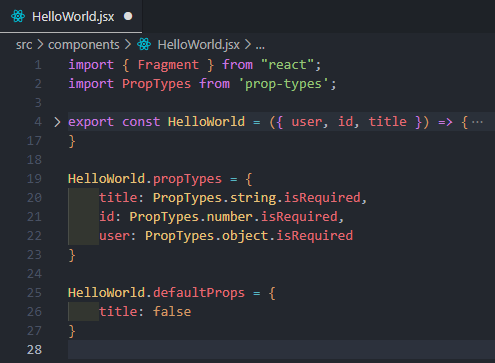 HelloWorld.jsx
src > components > HelloWorld.jsx > ...
1 import { Fragment } from "react";
2 import PropTypes from 'prop-types';
3
4 > export const HelloWorld = ({ user, id, title }) => {···
17 }
18
19 HelloWorld.propTypes = {
20     title: PropTypes.string.isRequired,
21     id: PropTypes.number.isRequired,
22     user: PropTypes.object.isRequired
23 }
24
25 HelloWorld.defaultProps = {
26     title: false
27 }
28